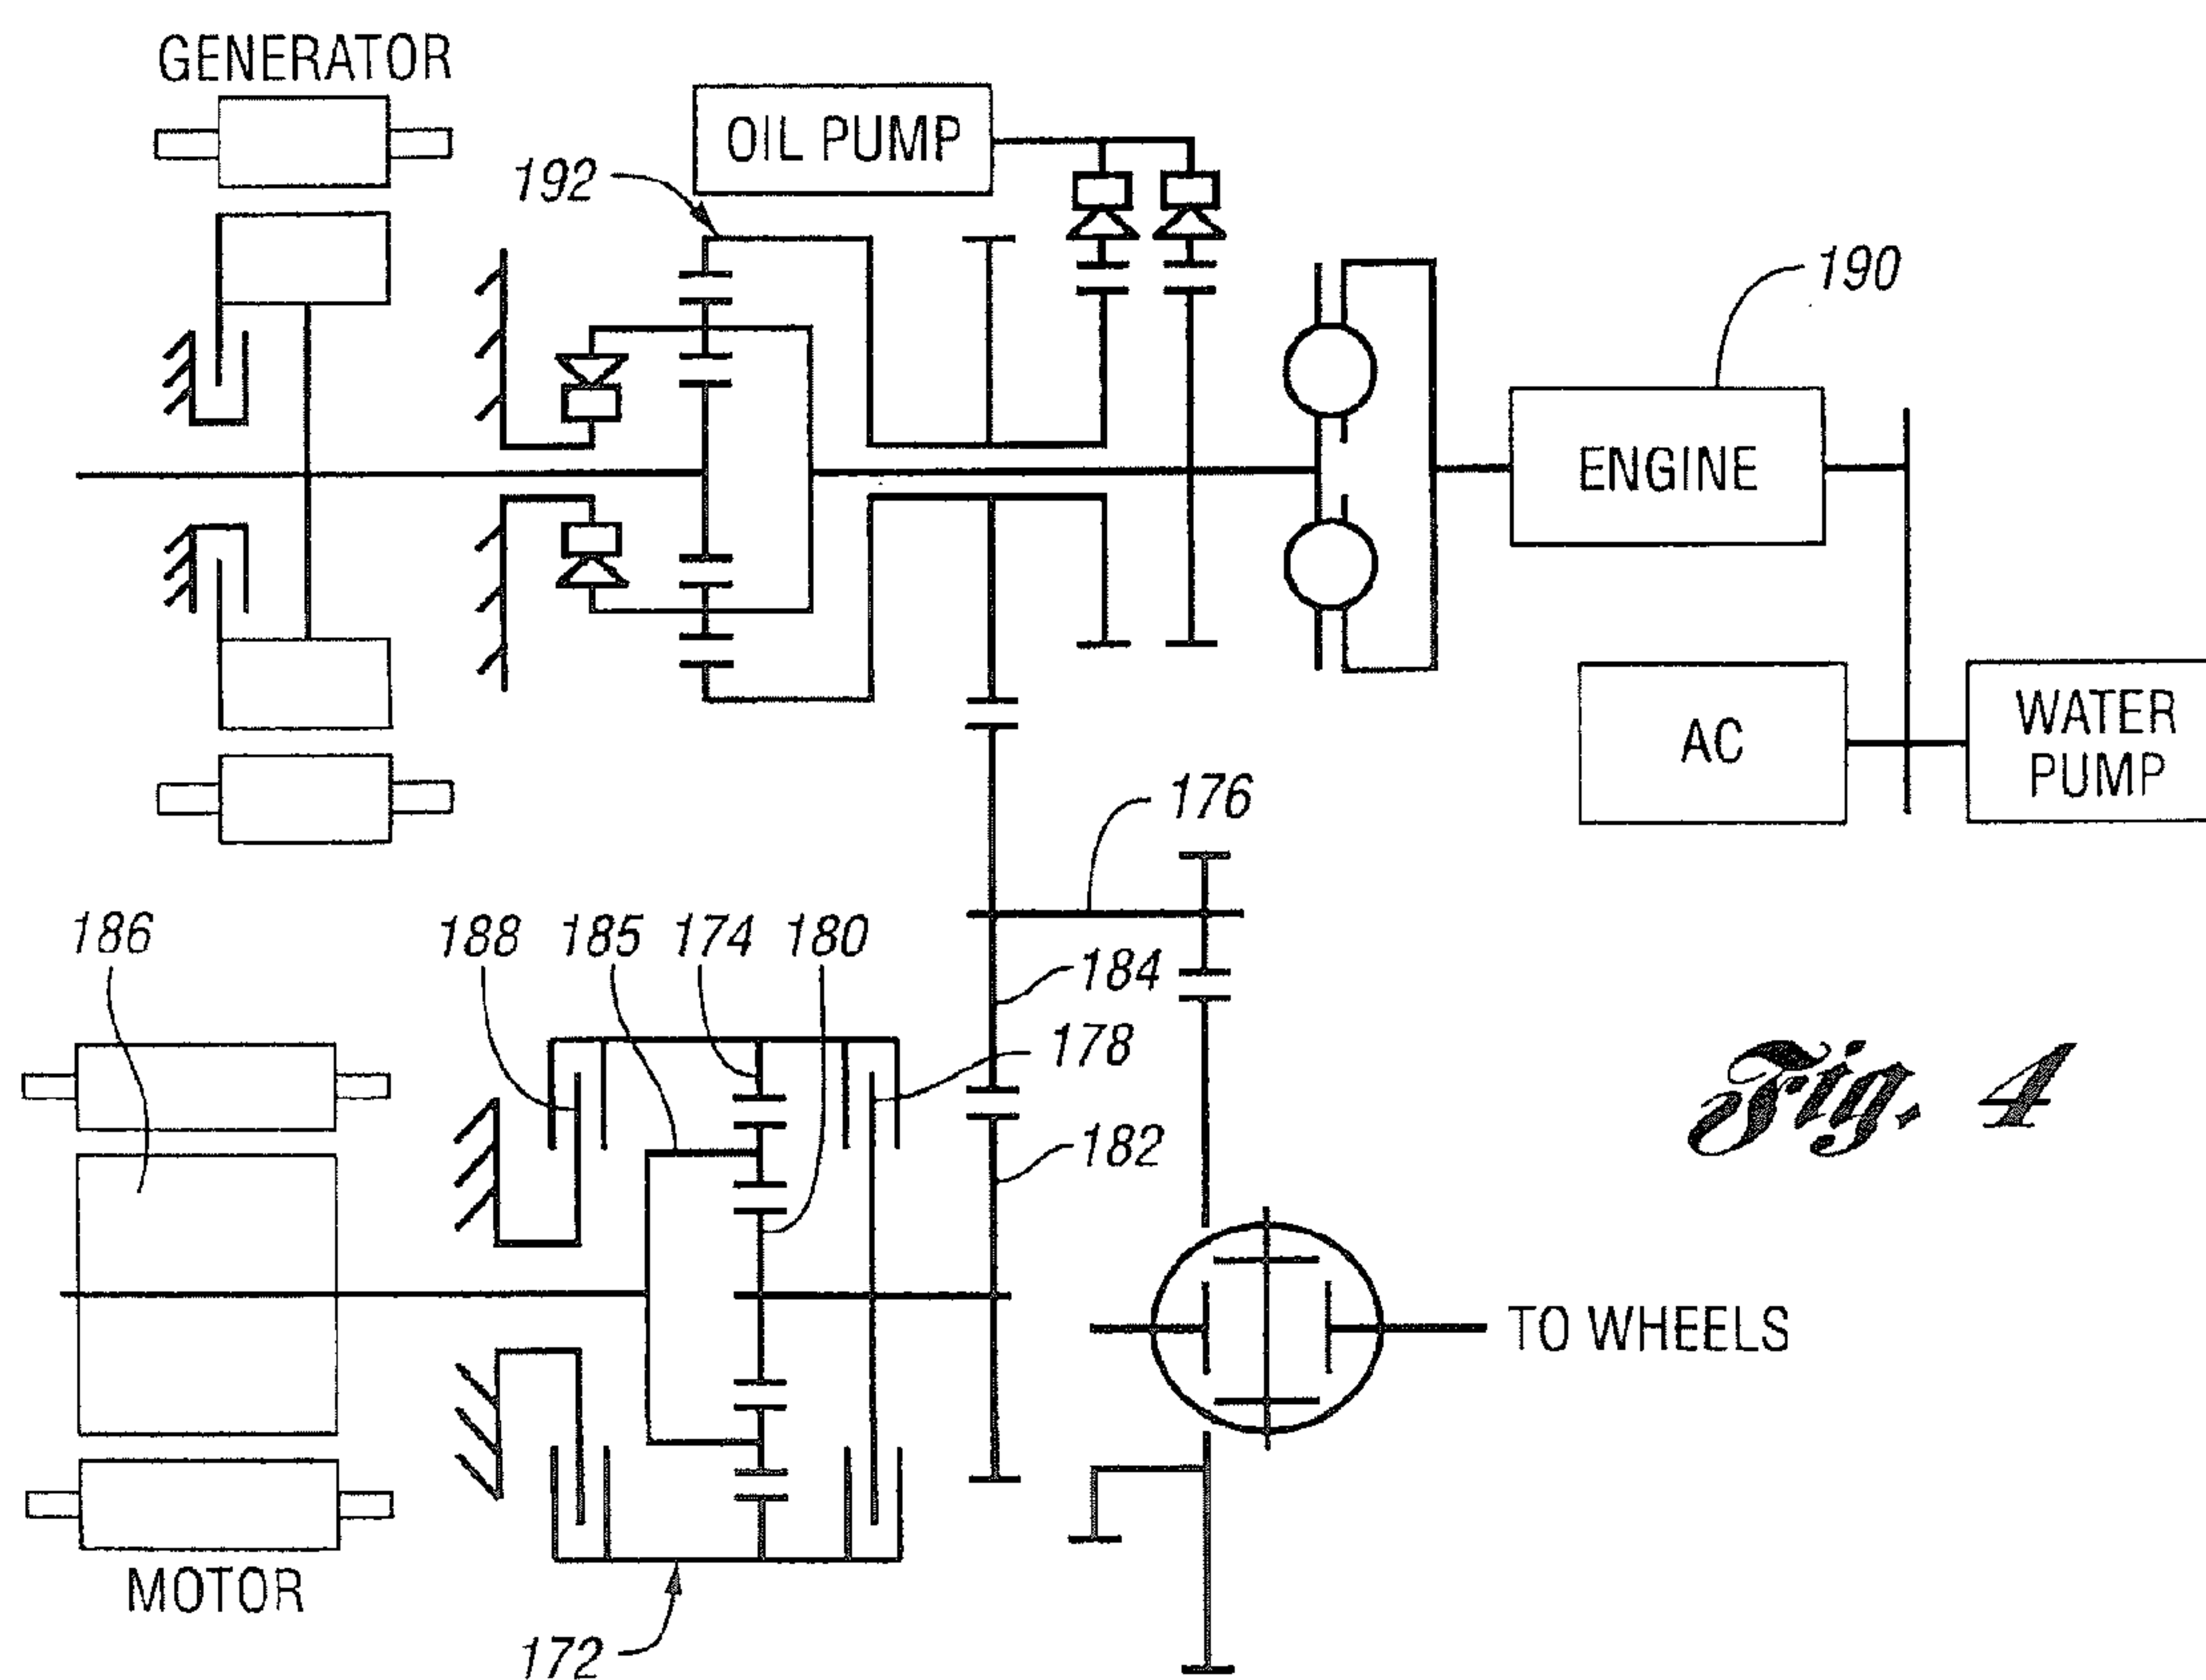 GENERATOR
OIL PUMP
192
190
ENGINE
AC
WATER
PUMP
176
186
188
185
174
180
184
178
182
Fig. 4
TO WHEELS
MOTOR
172